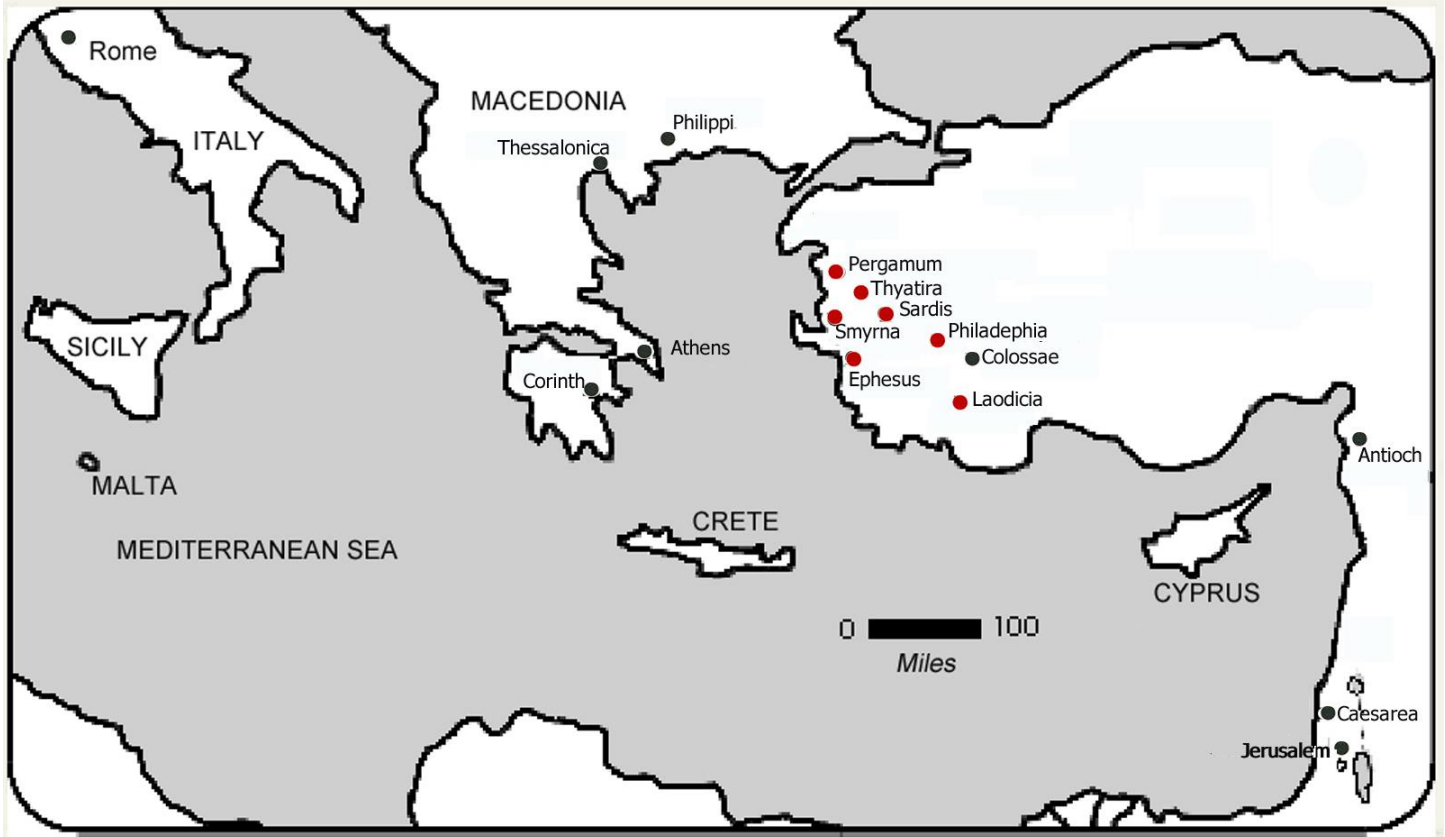 Rome
MACEDONIA
Philippi
ITALY
Thessalonica
Pergamum
Thyatira
Sardis
Smyrna
Philadephia
SICILY
Athens
Colossae
Corinth
Ephesus
Laodicia
Antioch
MALTA
CRETE
MEDITERRANEAN SEA
CYPRUS
0 100
Miles
Caesarea
Jerusalem